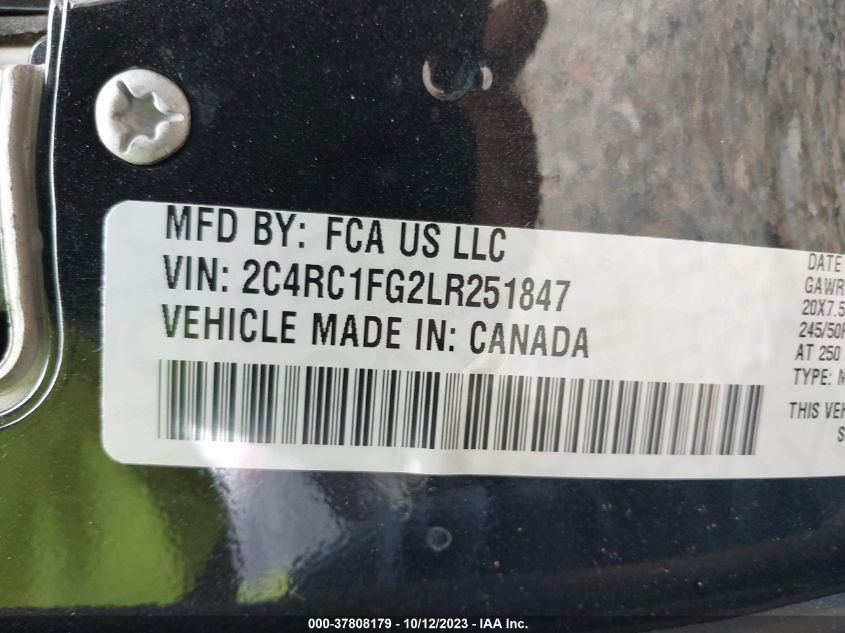 MFD BY: FCA US LLC
VIN: 2C4RC1FG2LR251847
VEHICLE MADE IN: CANADA
DATE
GAWR
20X7.5
245/50
AT 250
TYPE:
THIS VEH
S
000-37808179 - 10/12/2023 - IAA Inc.